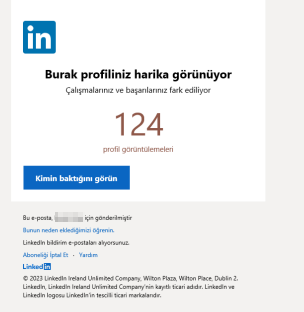 in
Burak profiliniz harika görünüyor
Çalışmalarınız ve başarılarınız fark ediliyor
124
profil görüntülemeleri
Kimin baktığını görün
Bu e-posta, için gönderilmiştir
Bunun neden eklediğimizi öğrenin.
LinkedIn bildirim e-postaları alıyorsunuz.
Aboneliği İptal Et · Yardım
Linked in
© 2023 LinkedIn Ireland Unlimited Company, Wilton Plaza, Wilton Place, Dublin 2.
LinkedIn, LinkedIn Ireland Unlimited Company'nin kayıtlı ticari adıdır. LinkedIn ve
LinkedIn logosu LinkedIn'in tescilli ticari markalarıdır.